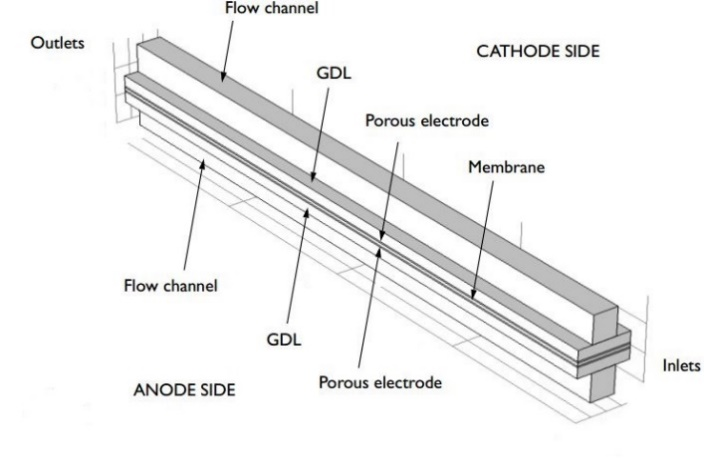 Flow channel
Outlets
CATHODE SIDE
GDL
Porous electrode
Membrane
Flow channel
GDL
Inlets
Porous electrode
ANODE SIDE